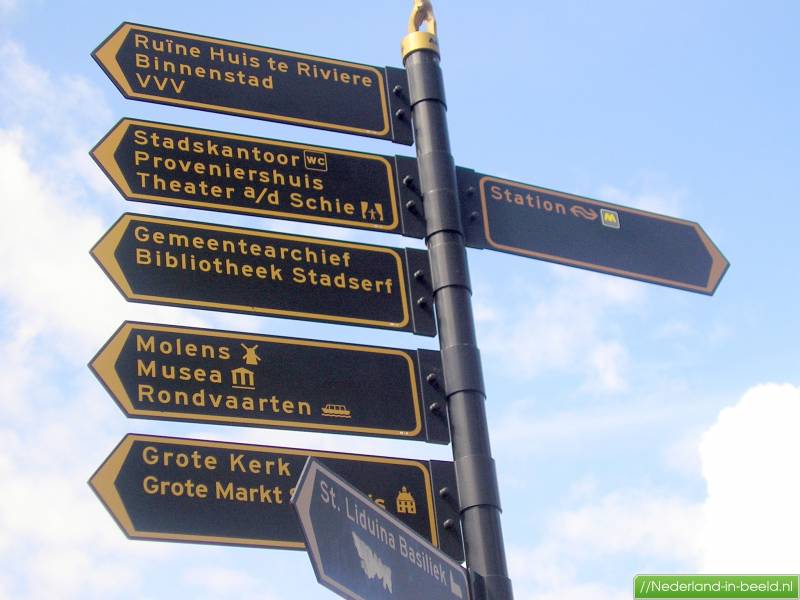 Ruïne Huis te Riviere
Binnenstad
VVV
Stadskantoor WC
Proveniershuis
Theater a/d Schie
Station M
Gemeentearchief
Bibliotheek Stadserf
Molens
Musea
Rondvaarten
Grote Kerk
Grote Markt
St. Liduina Basiliek
//Nederland-in-beeld.nl